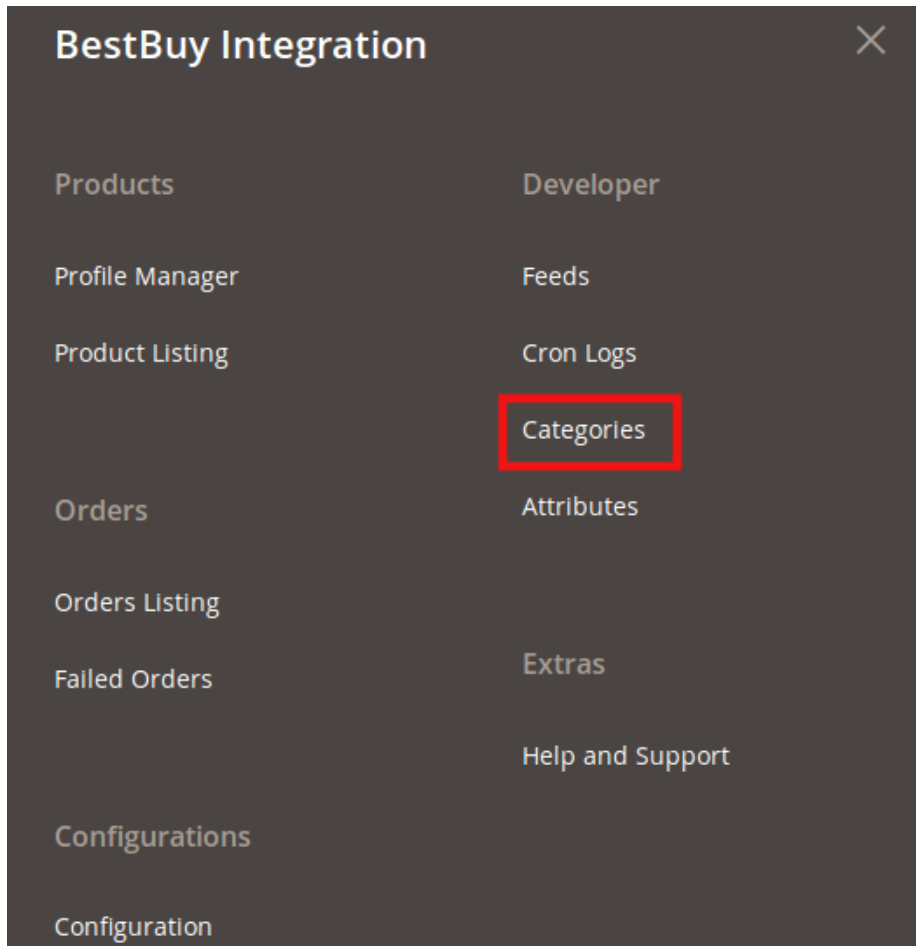 BestBuy Integration
Products
Profile Manager
Product Listing
Orders
Orders Listing
Failed Orders
Configurations
Configuration
Developer
Feeds
Cron Logs
Categories
Attributes
Extras
Help and Support